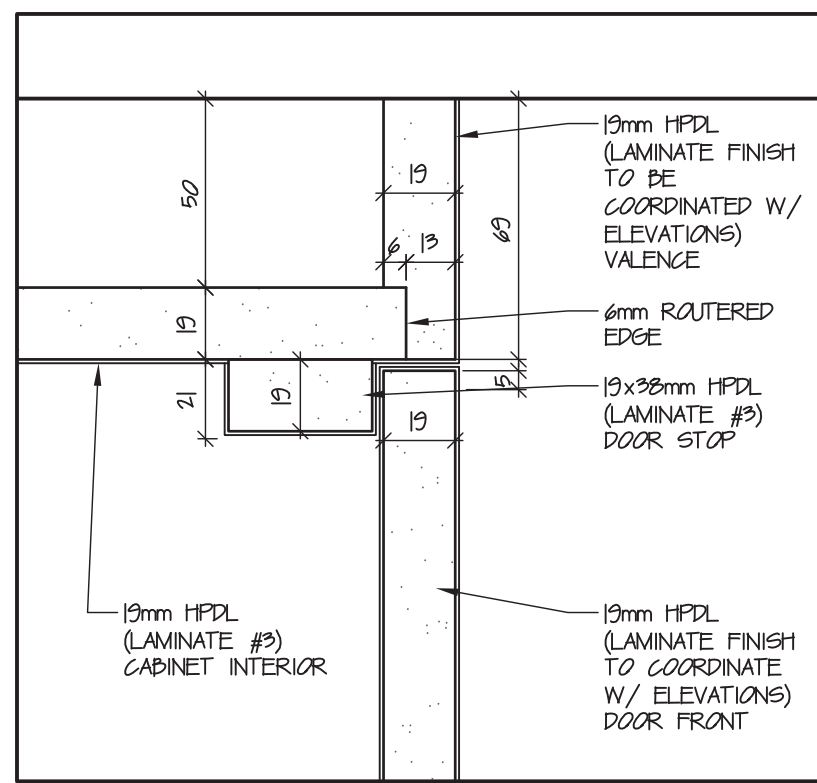 19mm HPDL
(LAMINATE FINISH
TO BE
COORDINATED W/
ELEVATIONS)
VALENCE
19
50
69
6 13
6mm ROUTERED
EDGE
19
5
19x38mm HPDL
(LAMINATE #3)
DOOR STOP
21
19
19
19mm HPDL
(LAMINATE #3)
CABINET INTERIOR
19mm HPDL
(LAMINATE FINISH
TO COORDINATE
W/ ELEVATIONS)
DOOR FRONT